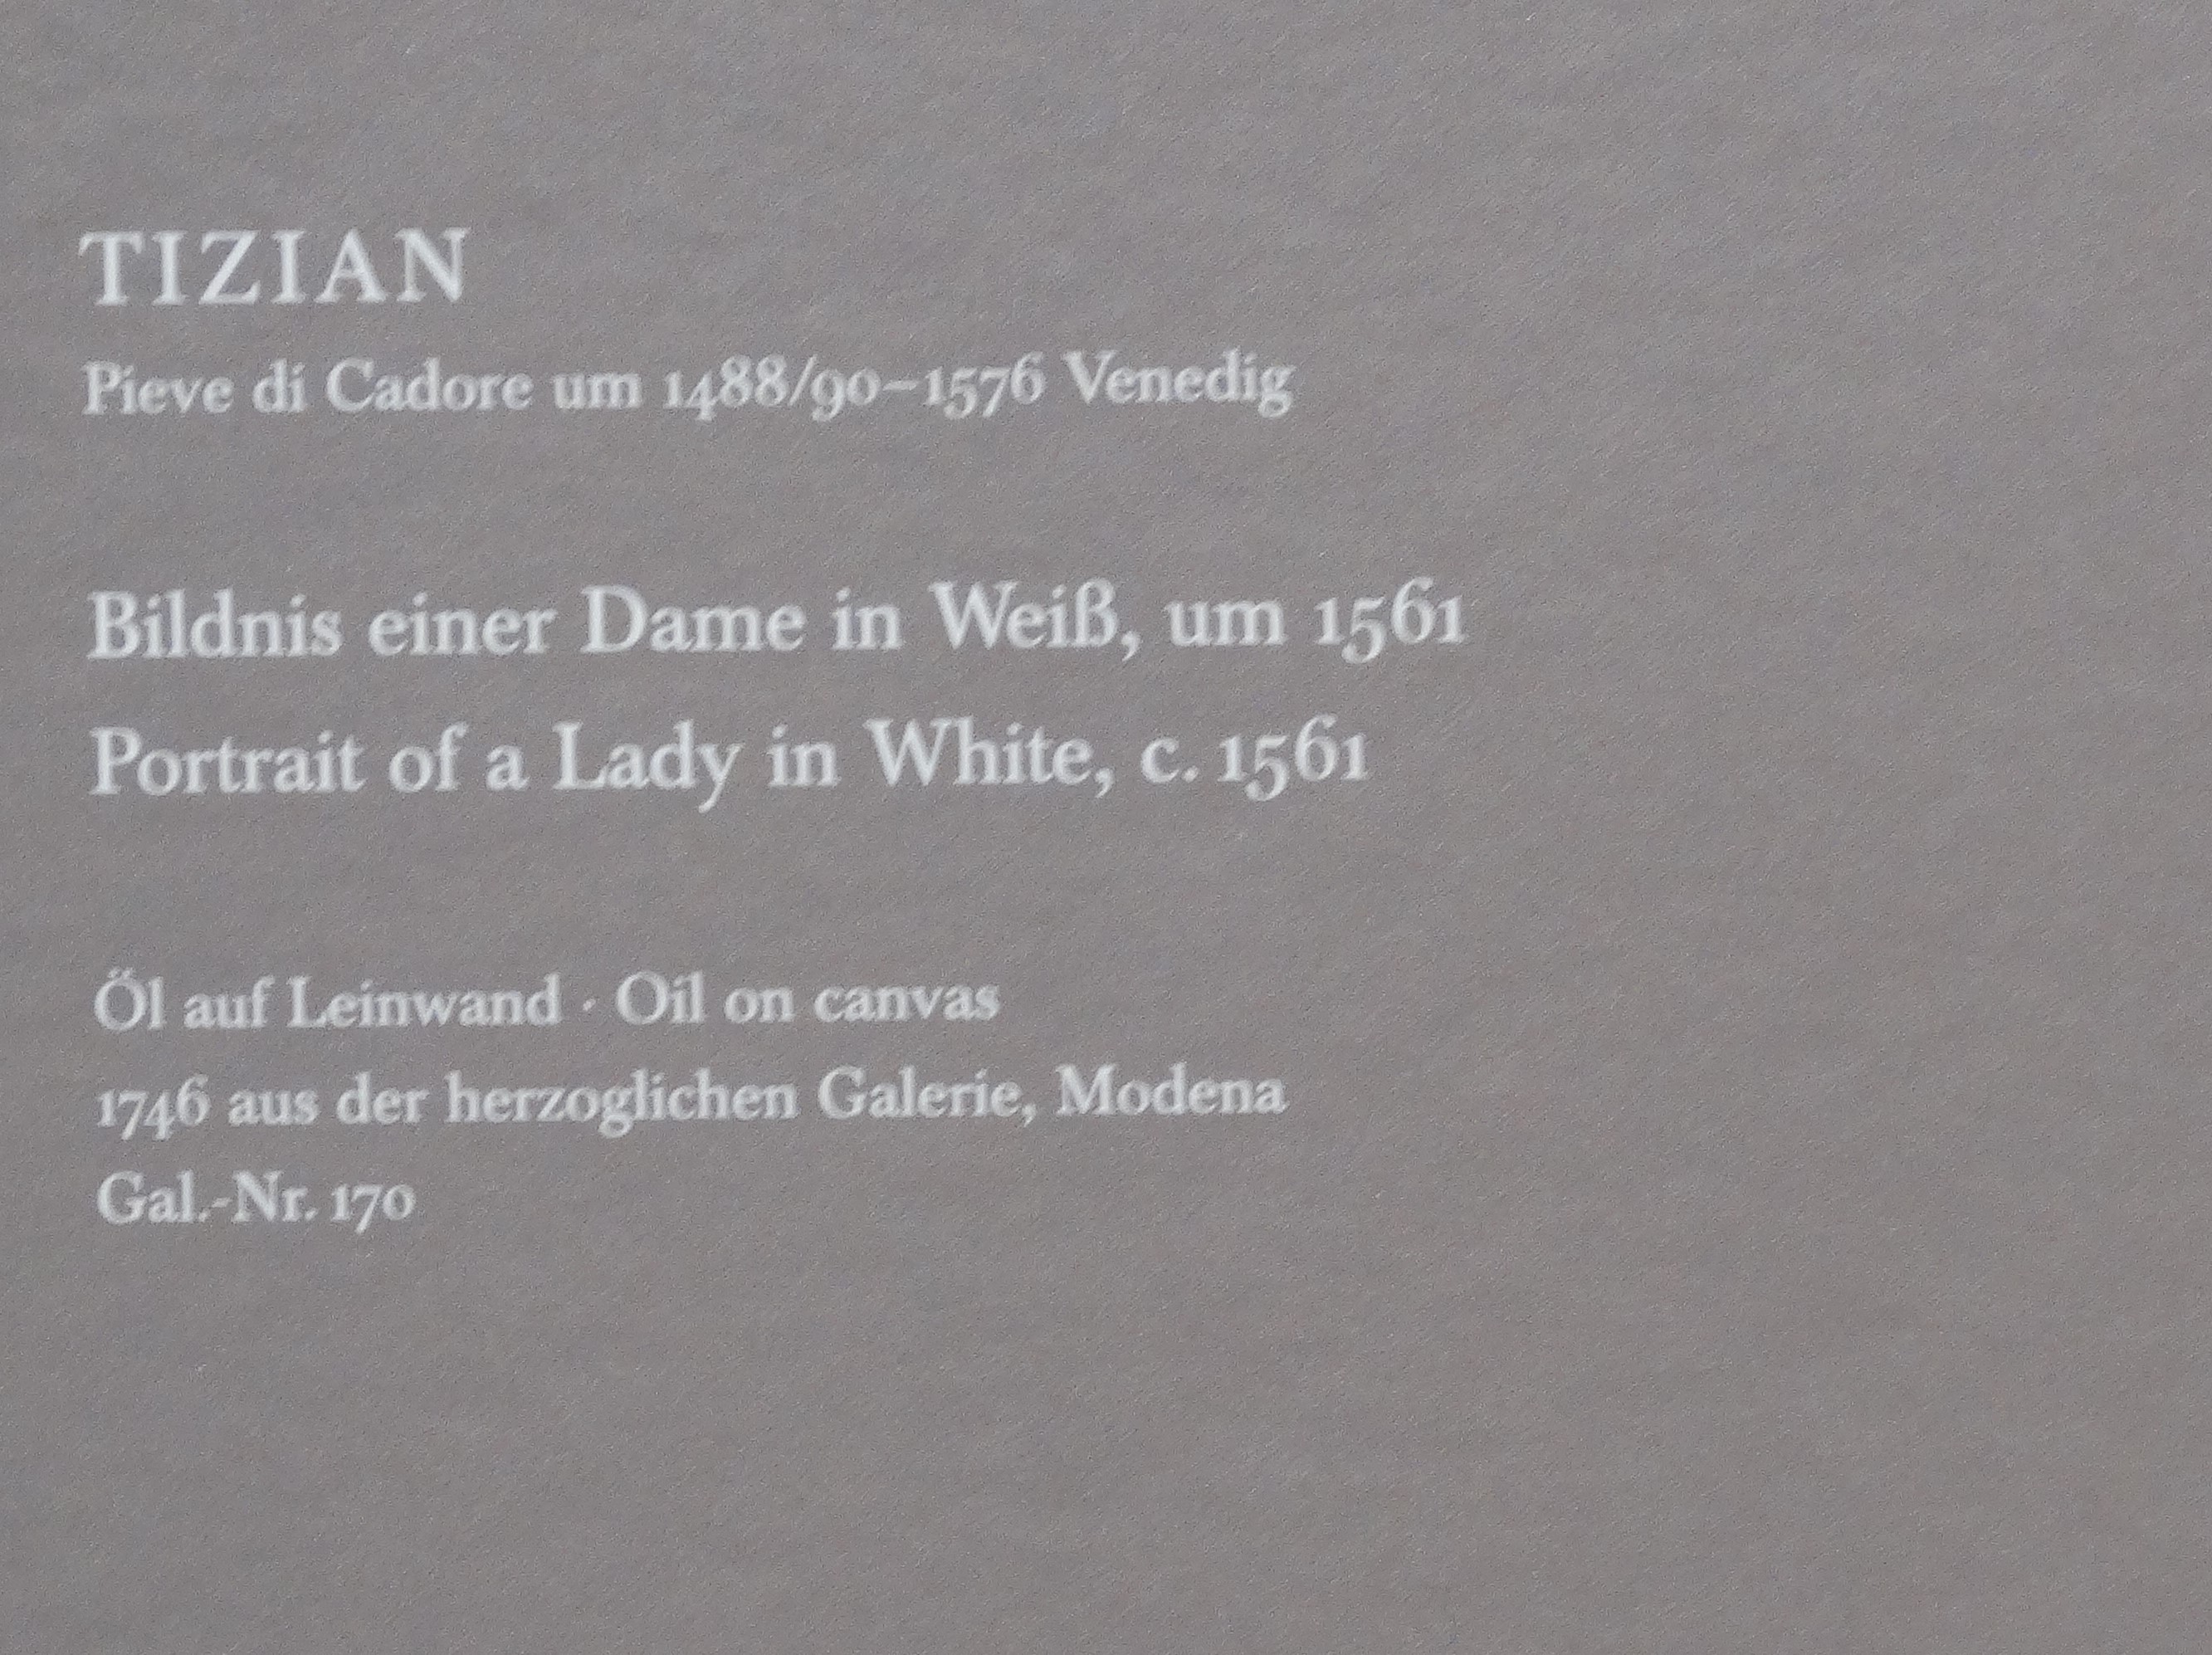 TIZIAN
Pieve di Cadore um 1488/90–1576 Venedig
Bildnis einer Dame in Weiß, um 1561
Portrait of a Lady in White, c. 1561
Öl auf Leinwand · Oil on canvas
1746 aus der herzoglichen Galerie, Modena
Gal.-Nr. 170